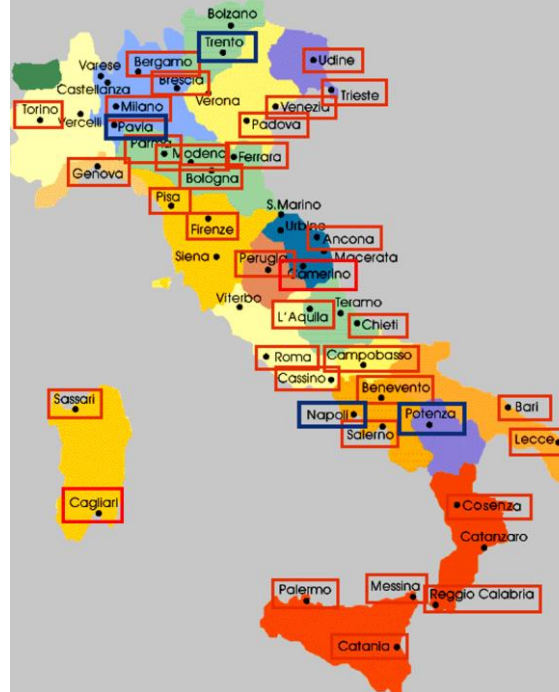 Bolzano
Trento
Udine
Varese
Bergamo
Castellanza
Brescia
Trieste
Verona
Torino
Milano
Venezia
Vercelli
Pavia
Padova
Parma
Modena
Ferrara
Genova
Bologna
Pisa
S.Marino
Firenze
Urbino
Ancona
Siena
Perugia
Macerata
Camerino
Viterbo
L'Aquila
Teramo
Chieti
Roma
Campobasso
Cassino
Benevento
Sassari
Napoli
Potenza
Bari
Salerno
Lecce
Cagliari
Cosenza
Catanzaro
Palermo
Messina
Reggio Calabria
Catania